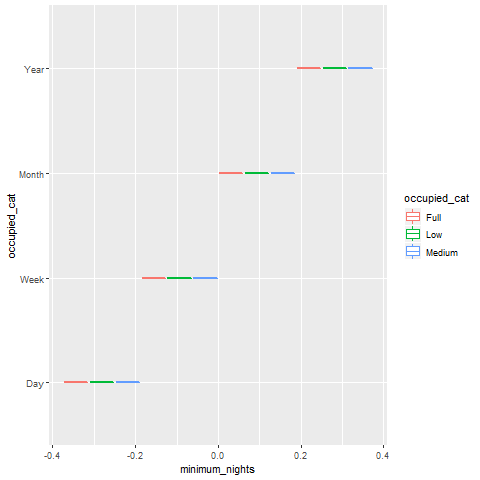 occupied_cat
Year
Month
Week
Day
-0.4 -0.2 0.0 0.2 0.4
minimum_nights
occupied_cat
Full
Low
Medium